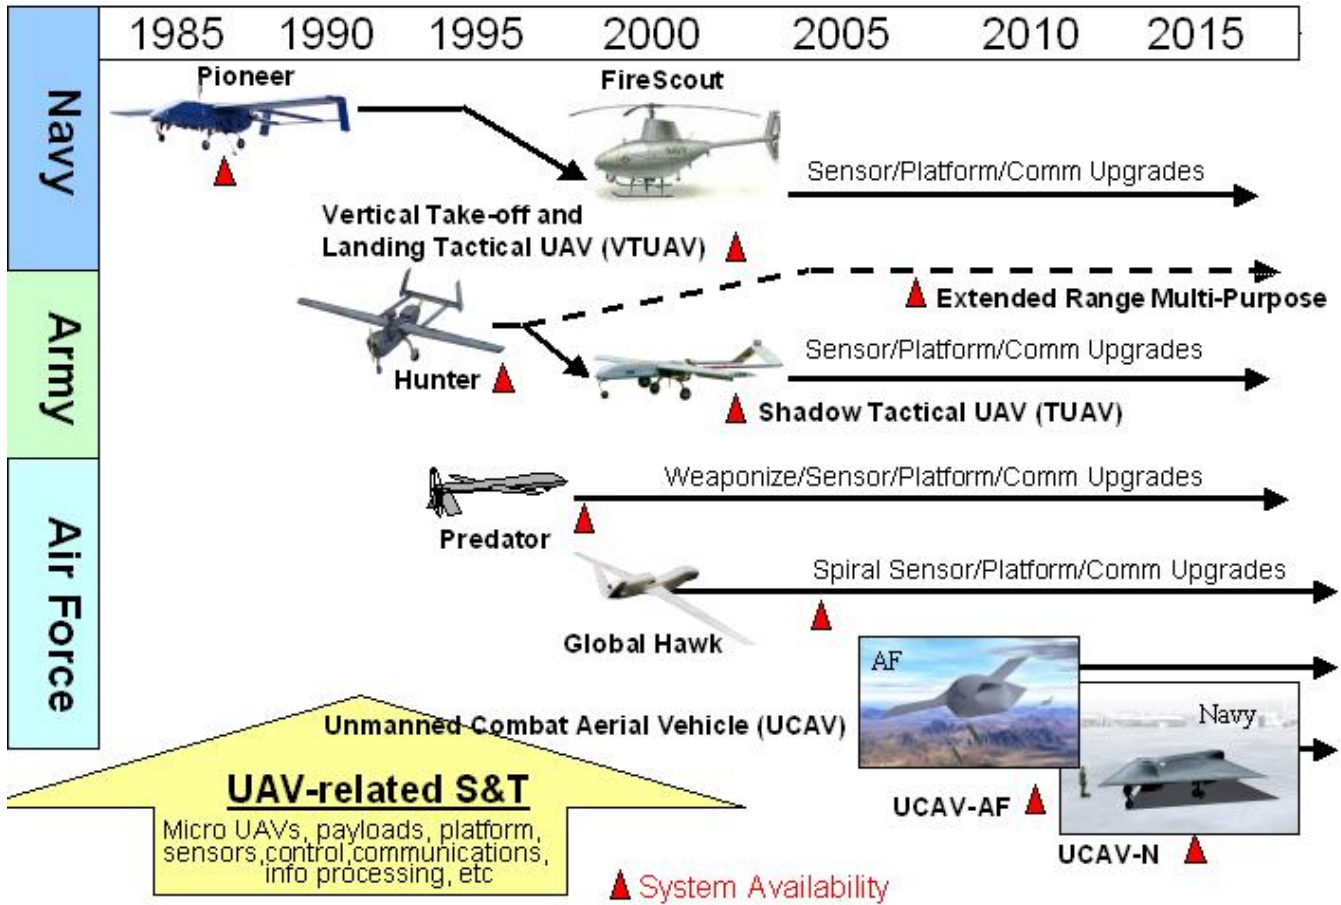 1985 1990 1995 2000 2005 2010 2015
Navy
Pioneer
FireScout
Sensor/Platform/Comm Upgrades
Vertical Take-off and
Landing Tactical UAV (VTUAV)
Army
Extended Range Multi-Purpose
Hunter
Sensor/Platform/Comm Upgrades
Shadow Tactical UAV (TUAV)
Air Force
Weaponize/Sensor/Platform/Comm Upgrades
Predator
Spiral Sensor/Platform/Comm Upgrades
Global Hawk
AF
Navy
Unmanned Combat Aerial Vehicle (UCAV)
UCAV-AF
UCAV-N
UAV-related S&T
Micro UAVs, payloads, platform,
sensors,control,communications,
info processing, etc
System Availability